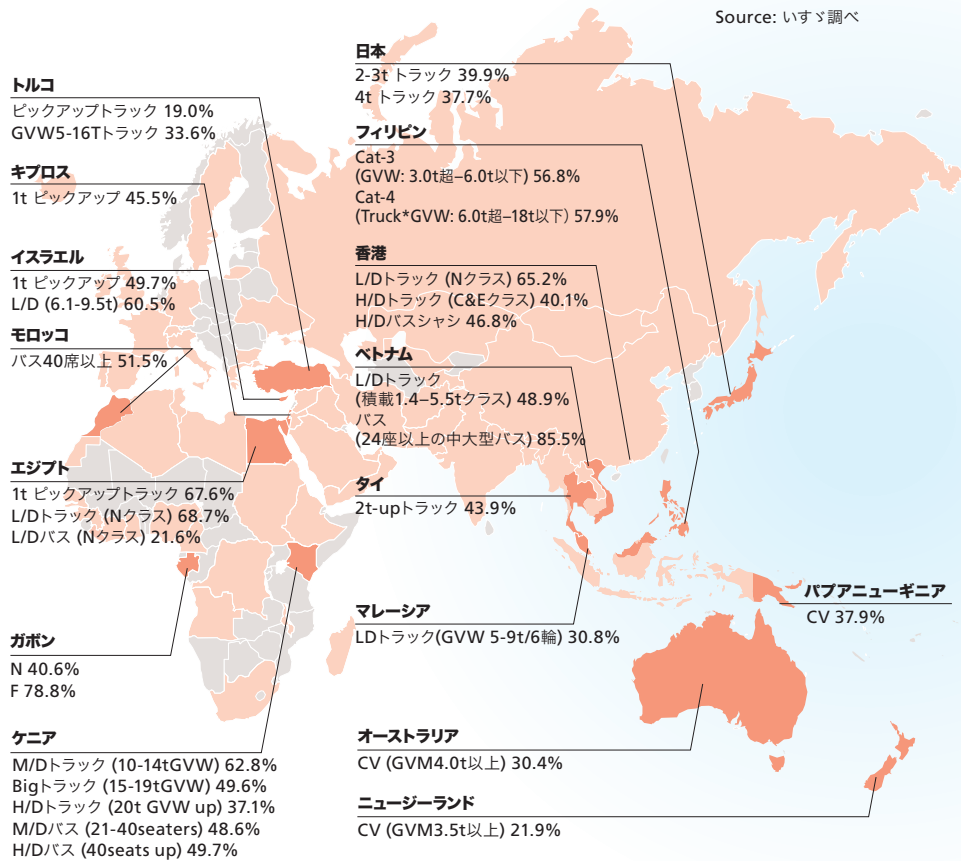 Source: いすゞ調べ
トルコ
ピックアップトラック 19.0%
GVW5-16Tトラック 33.6%
キプロス
1t ピックアップ 45.5%
イスラエル
1t ピックアップ 49.7%
L/D (6.1-9.5t) 60.5%
モロッコ
バス40席以上 51.5%
エジプト
1t ピックアップトラック 67.6%
L/Dトラック (Nクラス) 68.7%
L/Dバス (Nクラス) 21.6%
ガボン
N 40.6%
F 78.8%
ケニア
M/Dトラック (10-14tGVW) 62.8%
Bigトラック (15-19tGVW) 49.6%
H/Dトラック (20t GVW up) 37.1%
M/Dバス (21-40seaters) 48.6%
H/Dバス (40seats up) 49.7%
日本
2-3t トラック 39.9%
4t トラック 37.7%
フィリピン
Cat-3
(GVW: 3.0t超–6.0t以下) 56.8%
Cat-4
(Truck*GVW: 6.0t超–18t以下) 57.9%
香港
L/Dトラック (Nクラス) 65.2%
H/Dトラック (C&Eクラス) 40.1%
H/Dバスシャシ 46.8%
ベトナム
L/Dトラック
(積載1.4–5.5tクラス) 48.9%
バス
(24座以上の中大型バス) 85.5%
タイ
2t-upトラック 43.9%
マレーシア
LDトラック(GVW 5-9t/6輪) 30.8%
パプアニューギニア
CV 37.9%
オーストラリア
CV (GVM4.0t以上) 30.4%
ニュージーランド
CV (GVM3.5t以上) 21.9%